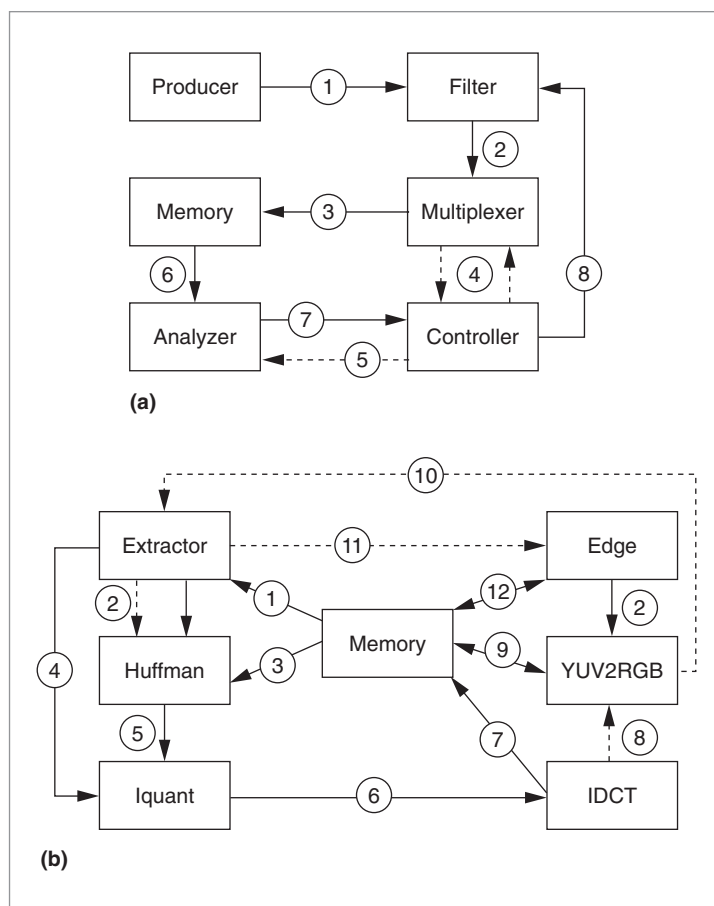 Producer 1 Filter
2
Memory 3 Multiplexer
6 4 8
7
Analyzer Controller
5
(a)
10
Extractor 11 Edge
2 1 12 2
Memory
4 Huffman 3 9 YUV2RGB
5 7 8
Iquant 6 IDCT
(b)